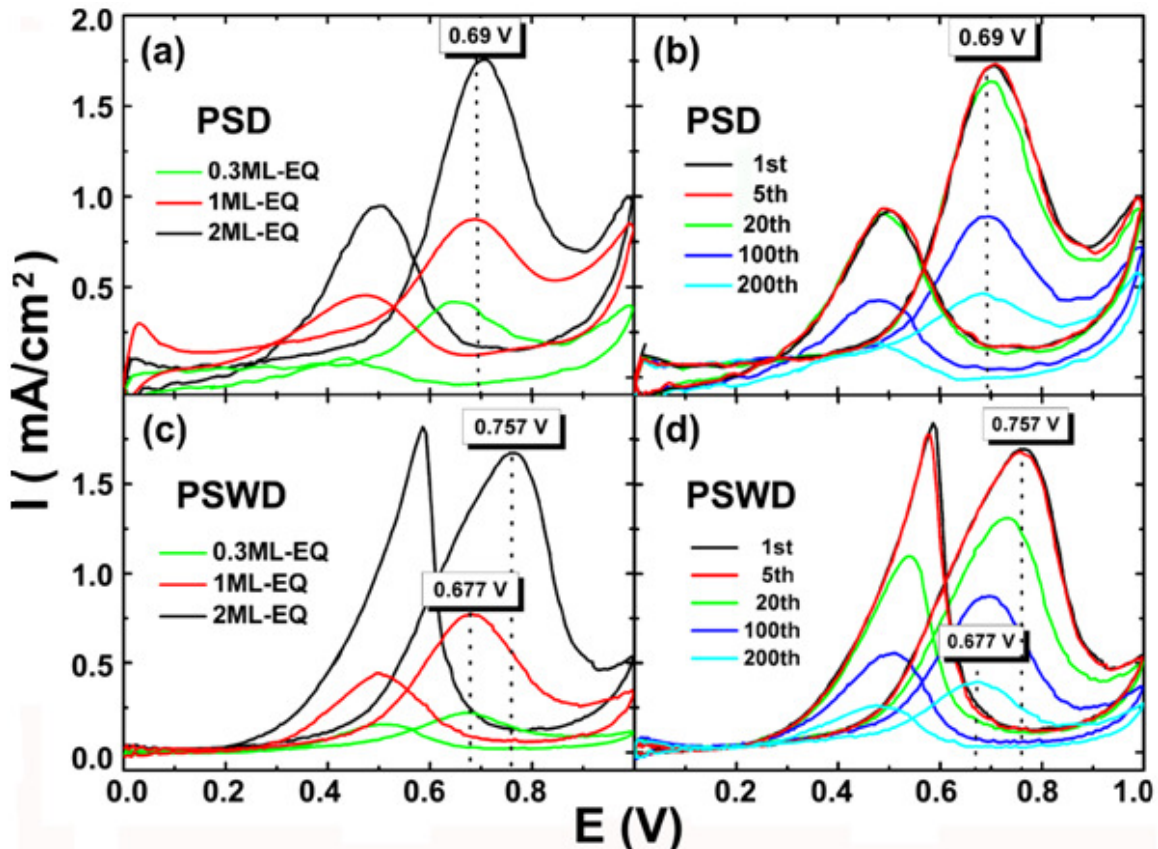 (a)
0.69 V
PSD
0.3ML-EQ
1ML-EQ
2ML-EQ
(b)
0.69 V
PSD
1st
5th
20th
100th
200th
(c)
0.757 V
PSWD
0.3ML-EQ
1ML-EQ
2ML-EQ
0.677 V
(d)
0.757 V
PSWD
1st
5th
20th
100th
200th
0.677 V
2.0
1.5
1.0
0.5
1.5
1.0
0.5
0.0
I ( mA/cm²)
0.0 0.2 0.4 0.6 0.8 0.0 0.2 0.4 0.6 0.8 1.0
E (V)